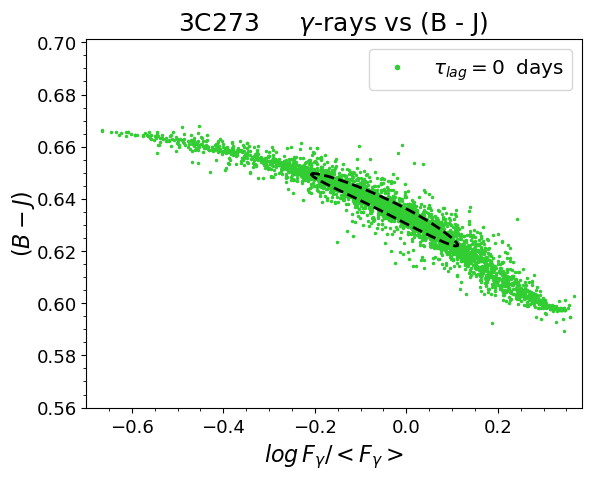 3C273 γ-rays vs (B - J)
τlag = 0 days
0.70
0.68
0.66
0.64
0.62
0.60
0.58
0.56
(B − J)
−0.6 −0.4 −0.2 0.0 0.2
log Fγ/<Fγ>